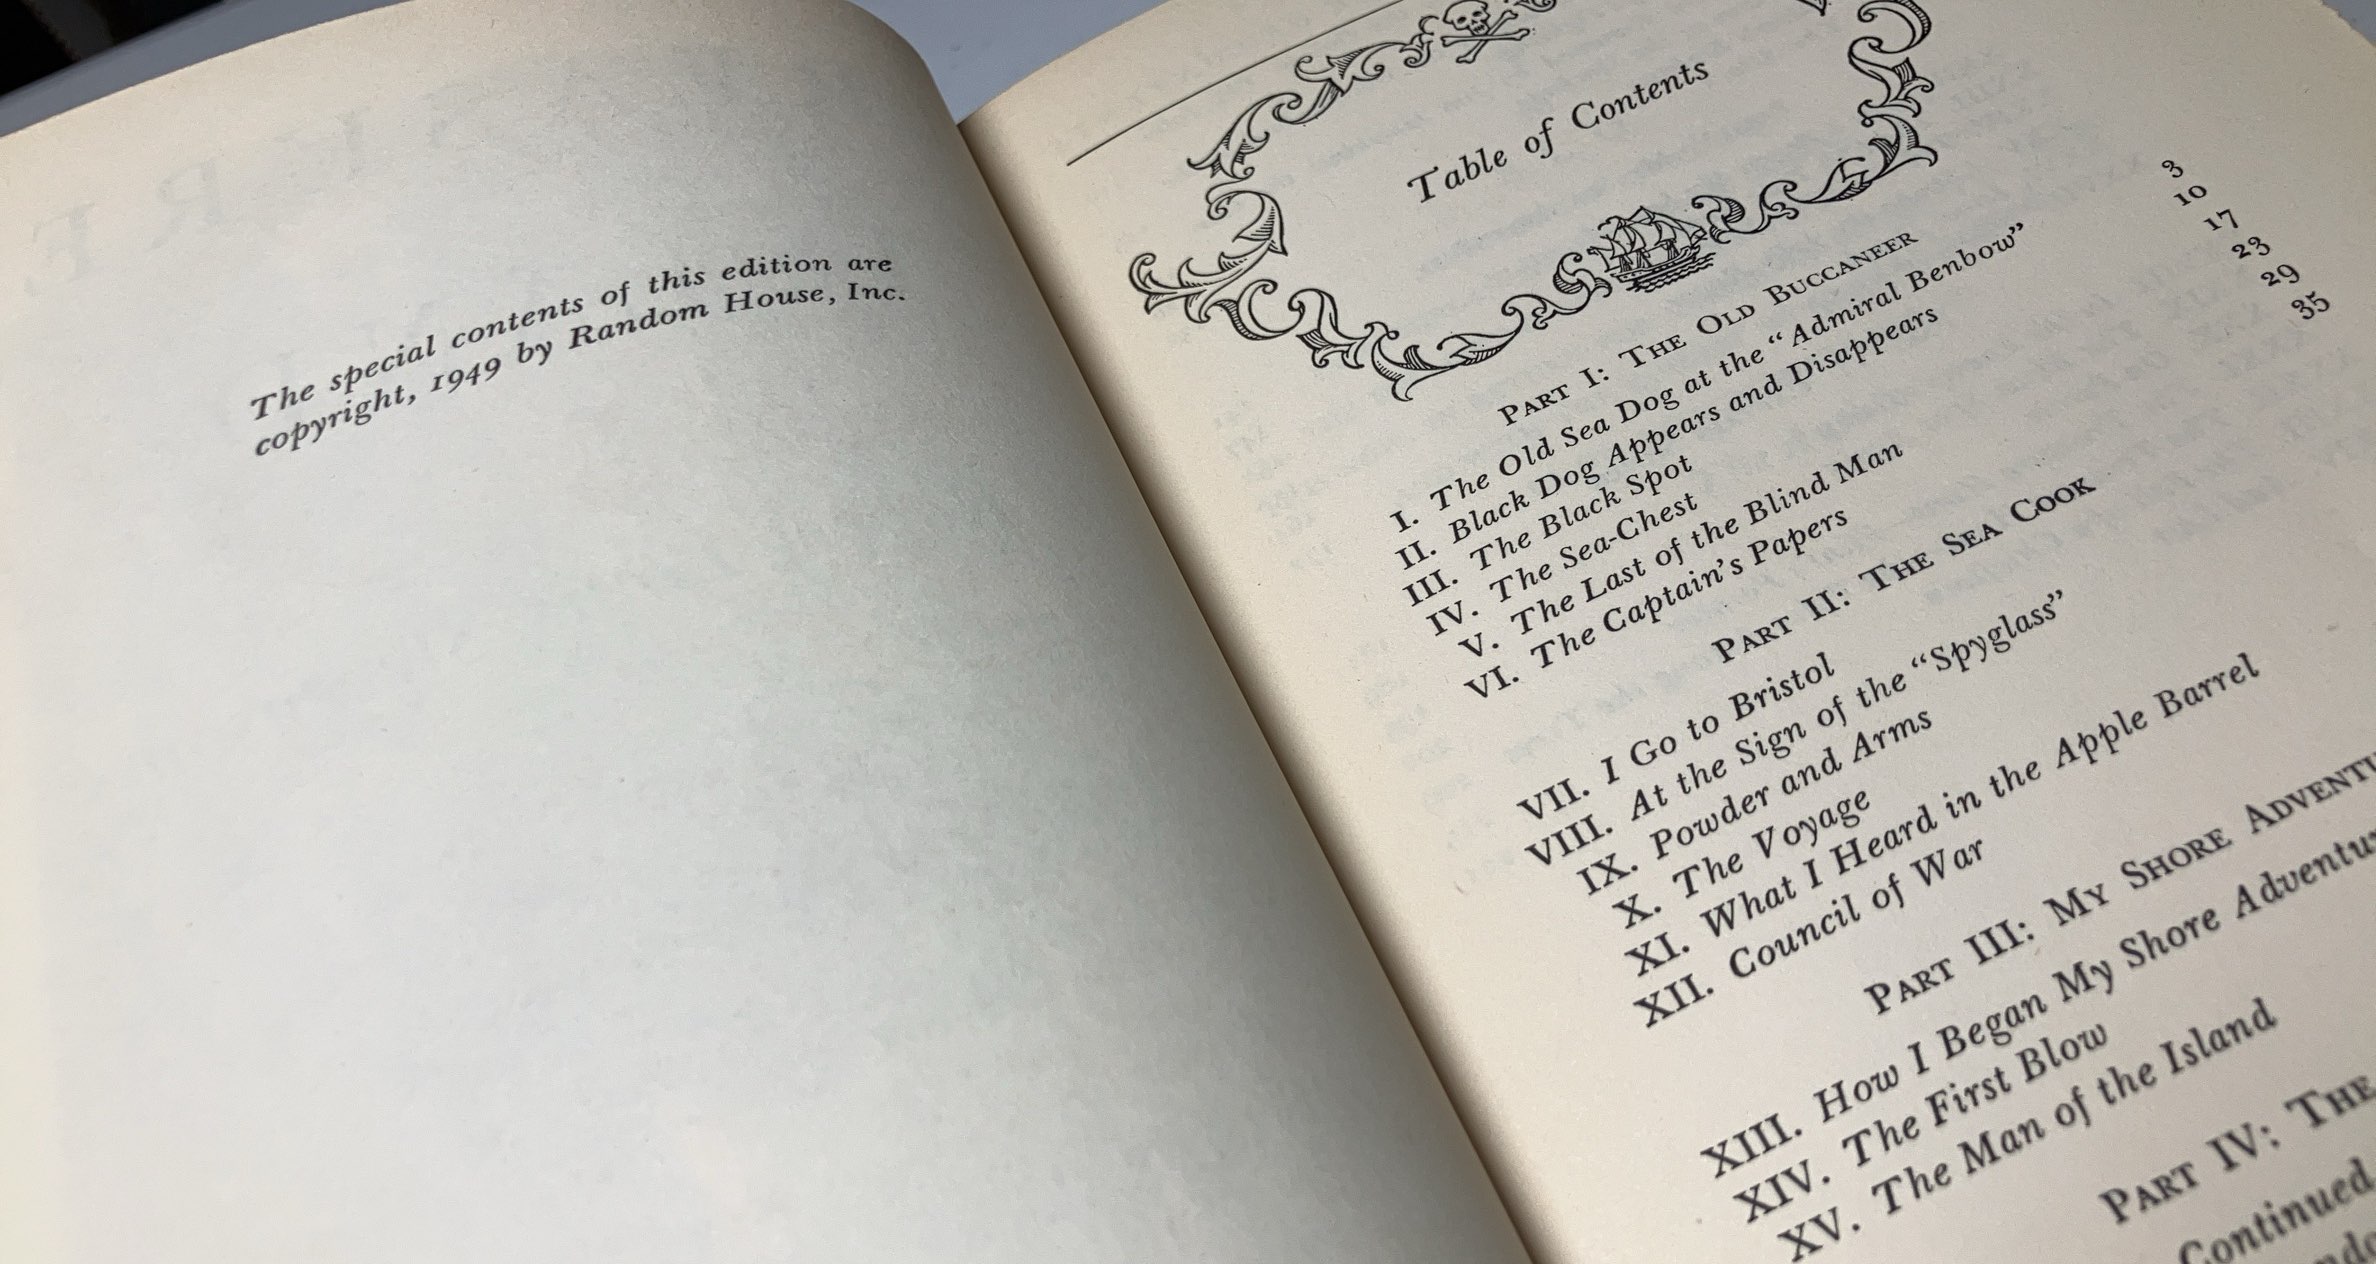 The special contents of this edition are
copyright, 1949 by Random House, Inc.
Table of Contents
PART I: THE OLD BUCCANEER
I. The Old Sea Dog at the “Admiral Benbow” 3
II. Black Dog Appears and Disappears 10
III. The Black Spot 17
IV. The Sea-Chest 23
V. The Last of the Blind Man 29
VI. The Captain’s Papers 35
PART II: THE SEA COOK
VII. I Go to Bristol
VIII. At the Sign of the “Spyglass”
IX. Powder and Arms
X. The Voyage
XI. What I Heard in the Apple Barrel
XII. Council of War
PART III: MY SHORE
XIII. How I Began My Shore
XIV. The First Blow
XV. The Man of the Island
PART IV: THE
Continued